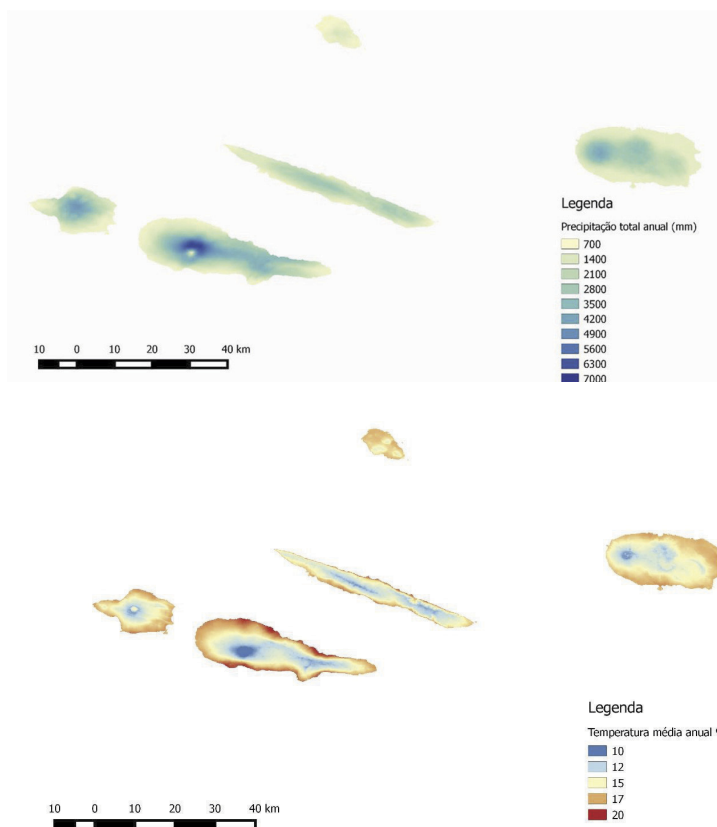 Legenda
Precipitação total anual (mm)
700
1400
2100
2800
3500
4200
4900
5600
6300
7000
10 0 10 20 30 40 km
Legenda
Temperatura média anual °
10
12
15
17
20
10 0 10 20 30 40 km